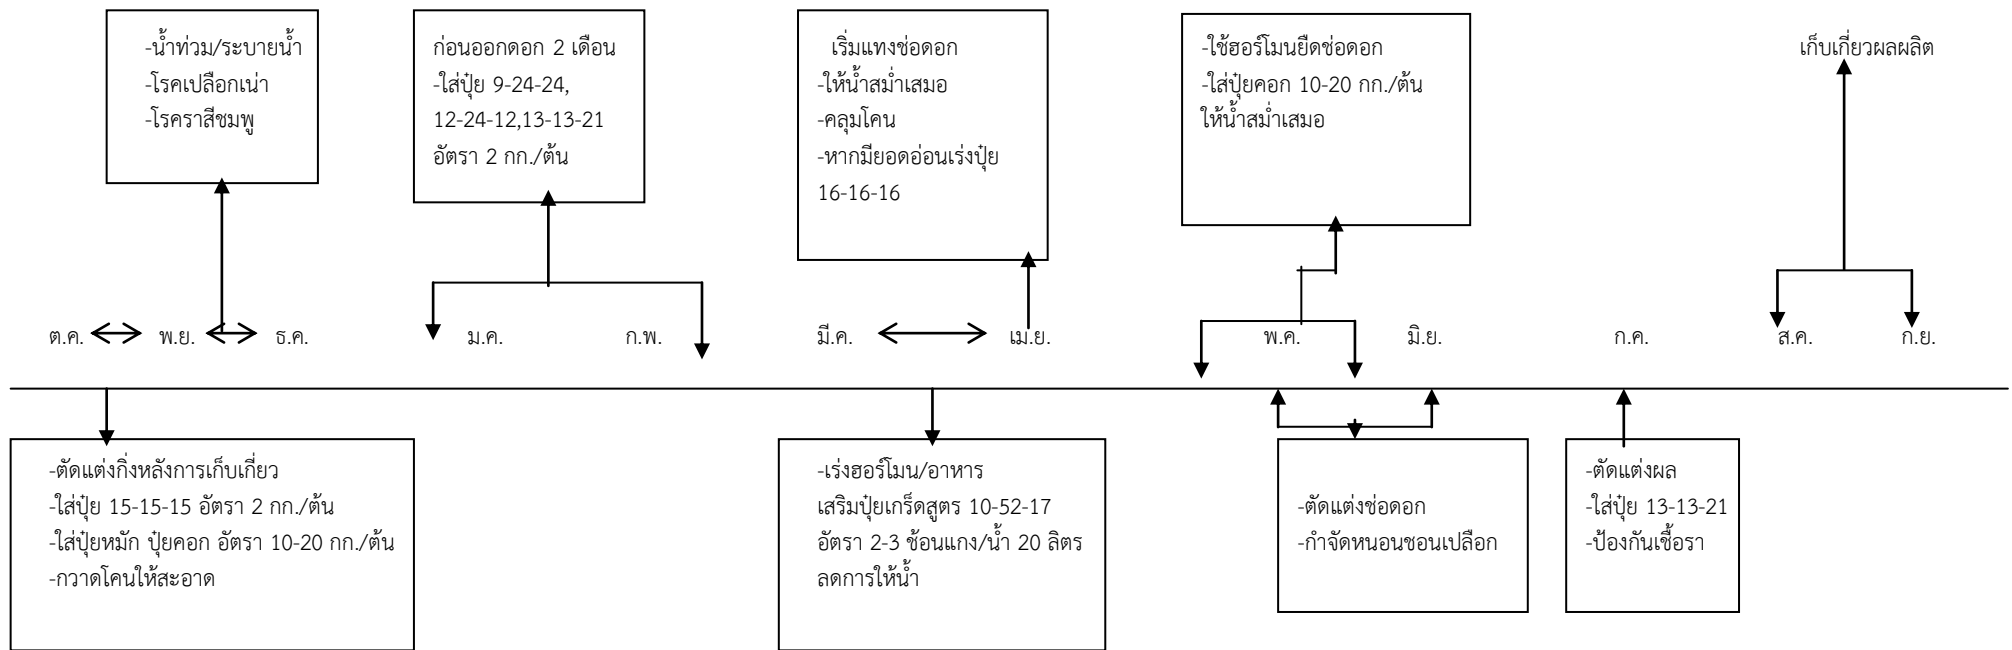 -น้ำท่วม/ระบายน้ำ
-โรคเปลือกเน่า
-โรคราสีชมพู
ก่อนออกดอก 2 เดือน
-ใส่ปุ๋ย 9-24-24,
12-24-12,13-13-21
อัตรา 2 กก./ต้น
เริ่มแทงช่อดอก
-ให้น้ำสม่ำเสมอ
-คลุมโคน
-หากมียอดอ่อนเร่งปุ๋ย
16-16-16
-ใช้ฮอร์โมนยืดช่อดอก
-ใส่ปุ๋ยคอก 10-20 กก./ต้น
ให้น้ำสม่ำเสมอ
เก็บเกี่ยวผลผลิต
ต.ค. พ.ย. ธ.ค. ม.ค. ก.พ. มี.ค. เม.ย. พ.ค. มิ.ย. ก.ค. ส.ค. ก.ย.
-ตัดแต่งกิ่งหลังการเก็บเกี่ยว
-ใส่ปุ๋ย 15-15-15 อัตรา 2 กก./ต้น
-ใส่ปุ๋ยหมัก ปุ๋ยคอก อัตรา 10-20 กก./ต้น
-กวาดโคนให้สะอาด
-เร่งฮอร์โมน/อาหาร
เสริมปุ๋ยเกร็ดสูตร 10-52-17
อัตรา 2-3 ช้อนแกง/น้ำ 20 ลิตร
ลดการให้น้ำ
-ตัดแต่งช่อดอก
-กำจัดหนอนชอนเปลือก
-ตัดแต่งผล
-ใส่ปุ๋ย 13-13-21
-ป้องกันเชื้อรา